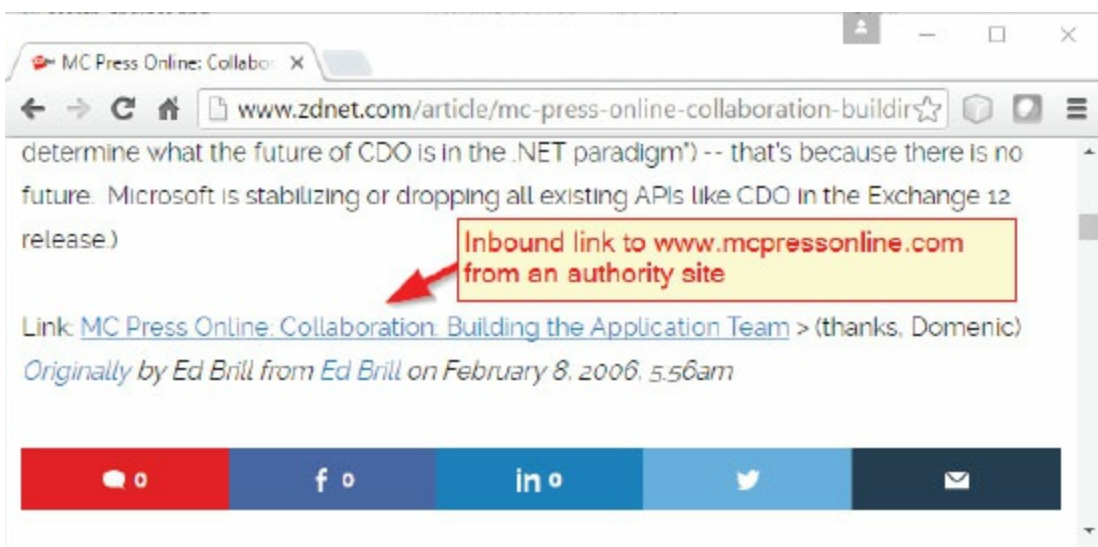 MC Press Online: Collabo
www.zdnet.com/article/mc-press-online-collaboration-buildin
determine what the future of CDO is in the .NET paradigm") -- that's because there is no
future. Microsoft is stabilizing or dropping all existing APIs like CDO in the Exchange 12
release.)
Inbound link to www.mcpressonline.com
from an authority site
Link: MC Press Online: Collaboration: Building the Application Team > (thanks, Domenic)
Originally by Ed Brill from Ed Brill on February 8, 2006, 5:56am
0
f 0
in 0